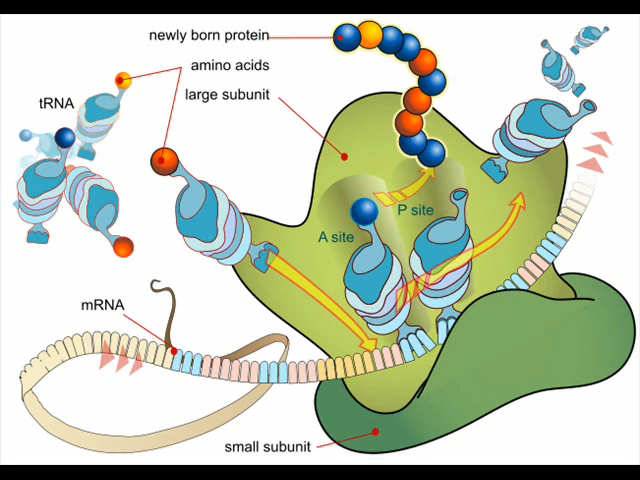 newly born protein
amino acids
tRNA
large subunit
P site
A site
mRNA
small subunit